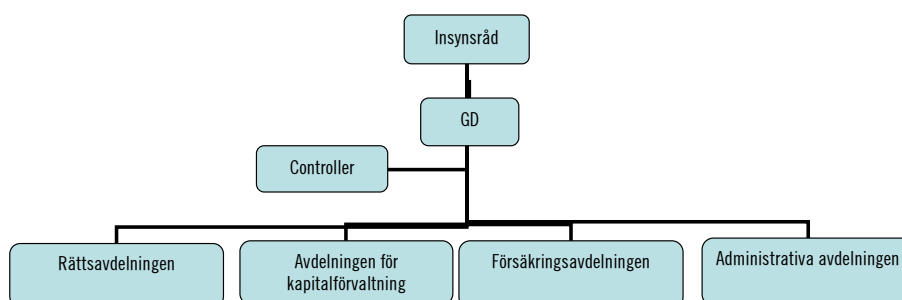 Insynsråd
GD
Controller
Rättsavdelningen
Avdelningen för
kapitalförvaltning
Försäkringsavdelningen
Administrativa avdelningen